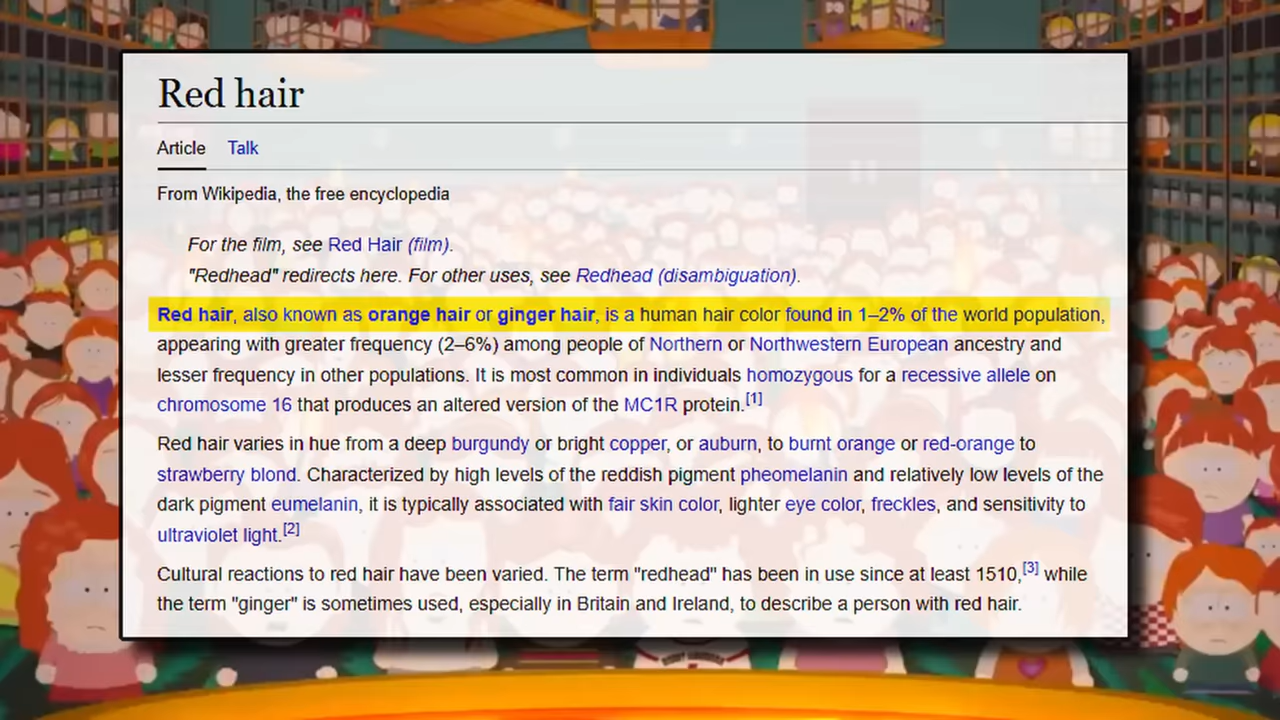 Red hair
Article Talk
From Wikipedia, the free encyclopedia
For the film, see Red Hair (film).
"Redhead" redirects here. For other uses, see Redhead (disambiguation).
Red hair, also known as orange hair or ginger hair, is a human hair color found in 1–2% of the world population,
appearing with greater frequency (2–6%) among people of Northern or Northwestern European ancestry and
lesser frequency in other populations. It is most common in individuals homozygous for a recessive allele on
chromosome 16 that produces an altered version of the MC1R protein.[1]
Red hair varies in hue from a deep burgundy or bright copper, or auburn, to burnt orange or red-orange to
strawberry blond. Characterized by high levels of the reddish pigment pheomelanin and relatively low levels of the
dark pigment eumelanin, it is typically associated with fair skin color, lighter eye color, freckles, and sensitivity to
ultraviolet light.[2]
Cultural reactions to red hair have been varied. The term "redhead" has been in use since at least 1510,[3] while
the term "ginger" is sometimes used, especially in Britain and Ireland, to describe a person with red hair.